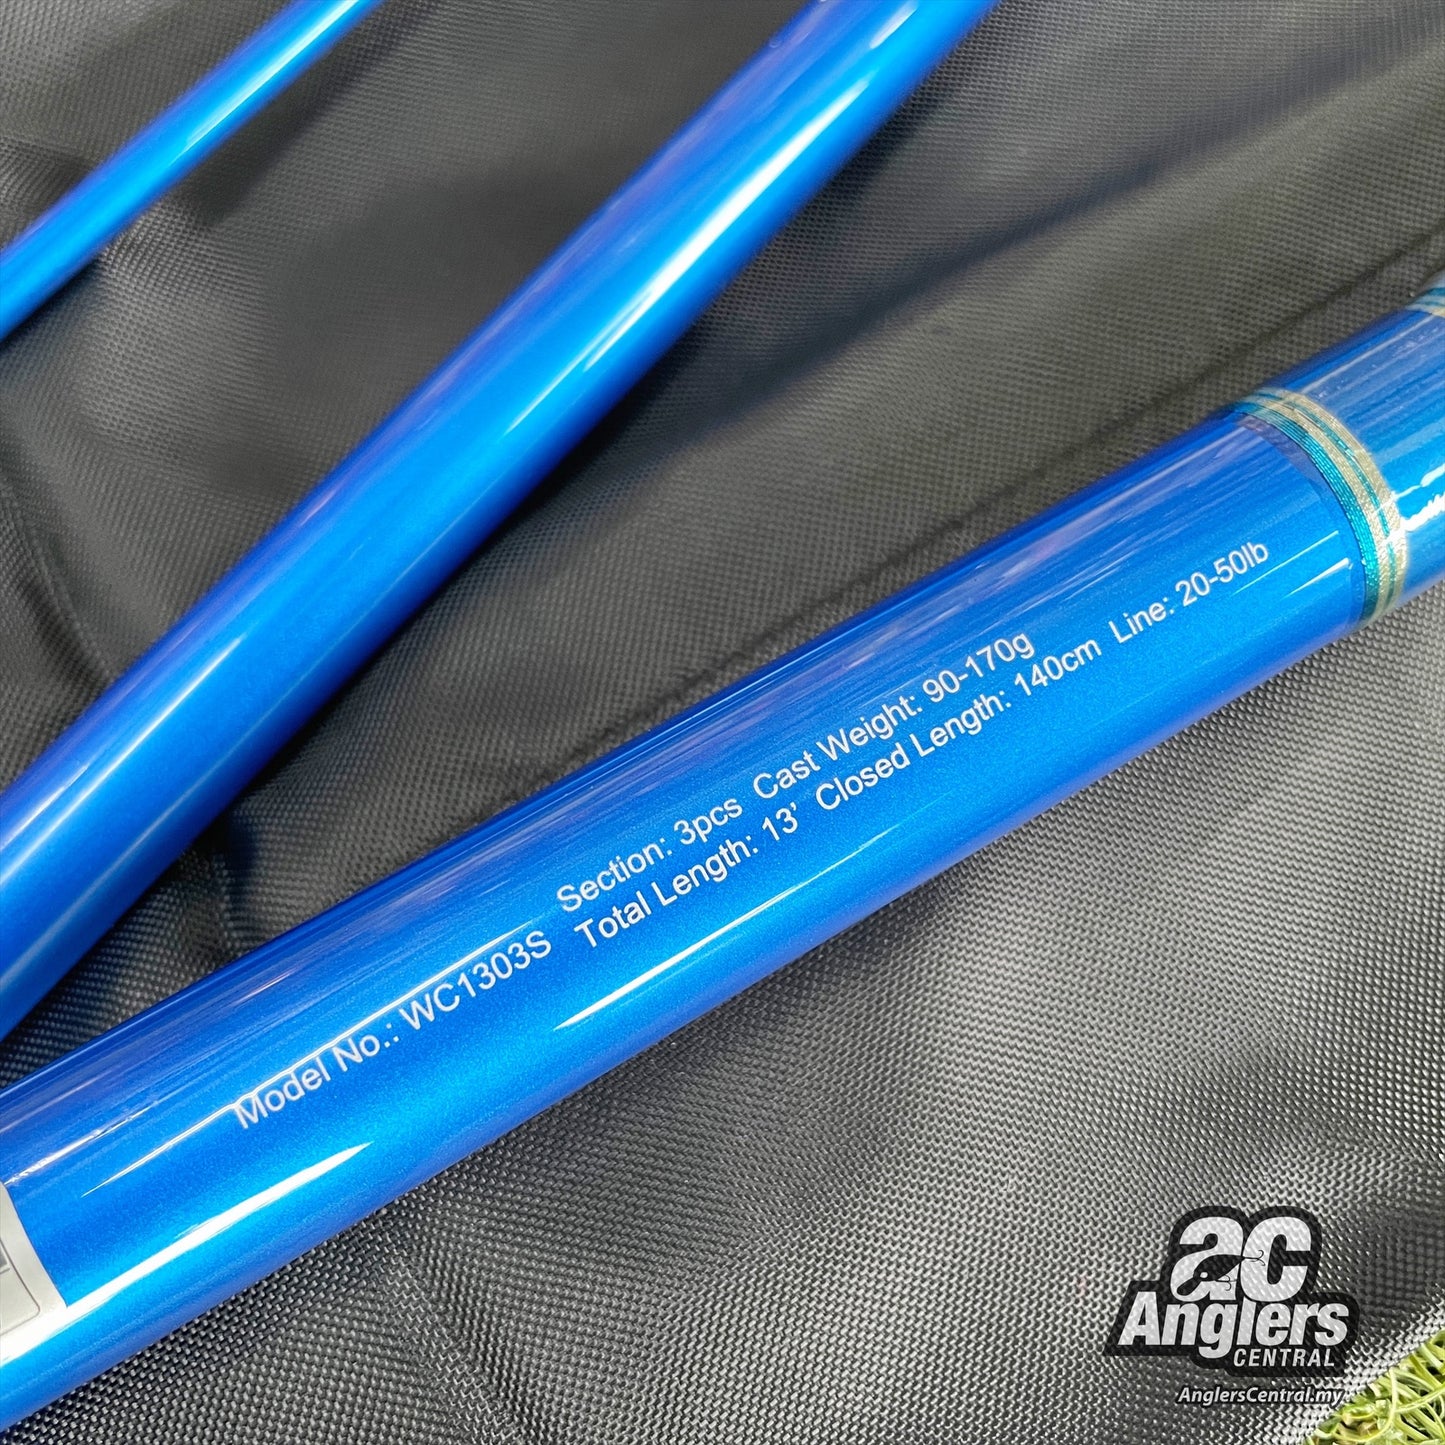 Model No.: WC1303S
Section: 3pcs Cast Weight: 90-170g
Total Length: 13' Closed Length: 140cm Line: 20-50lb
ac
Anglers
CENTRAL
AnglersCentral.my